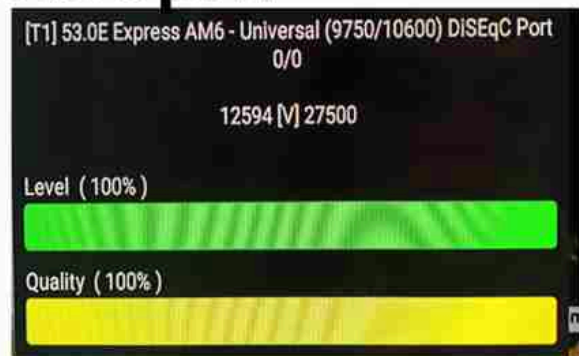 [T1] 53.0E Express AM6 - Universal (9750/10600) DiSEqC Port
0/0
12594 [V] 27500
Level ( 100% )
Quality ( 100% )